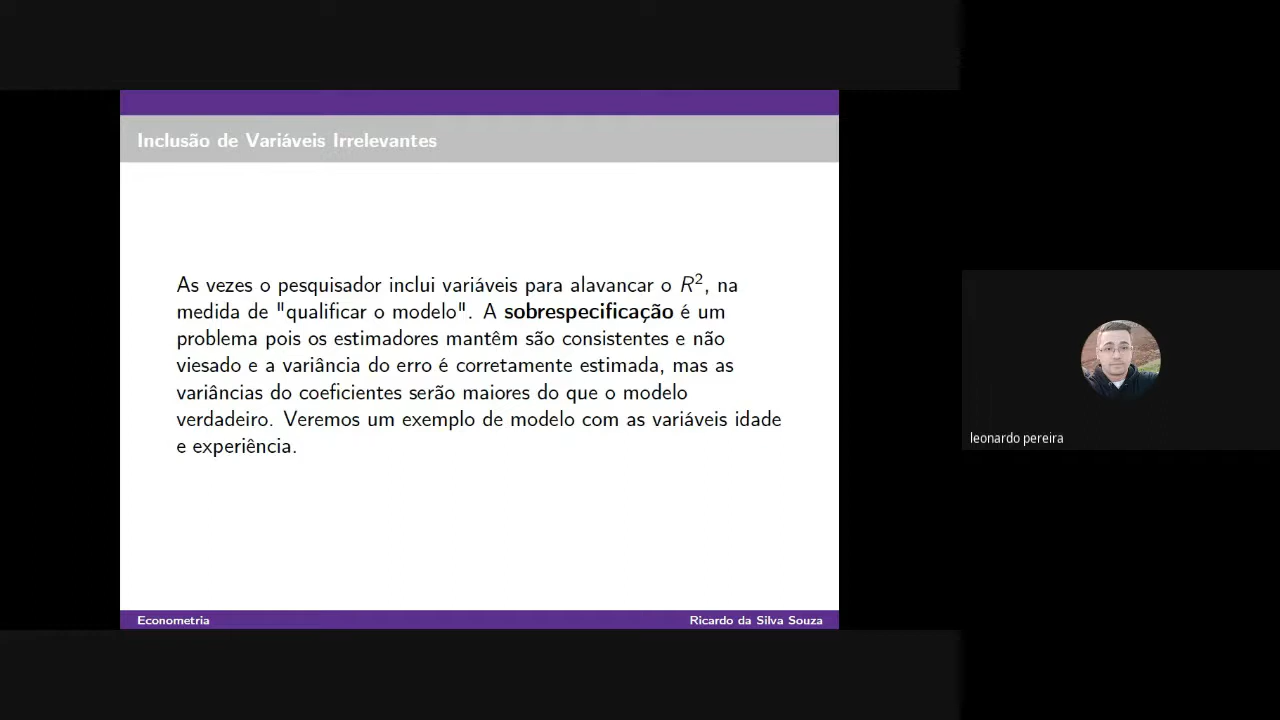 Inclusão de Variáveis Irrelevantes
As vezes o pesquisador inclui variáveis para alavancar o R², na
medida de "qualificar o modelo". A sobrespecificação é um
problema pois os estimadores mantêm são consistentes e não
viesado e a variância do erro é corretamente estimada, mas as
variâncias do coeficientes serão maiores do que o modelo
verdadeiro. Veremos um exemplo de modelo com as variáveis idade
e experiência.
leonardo pereira
Econometria
Ricardo da Silva Souza